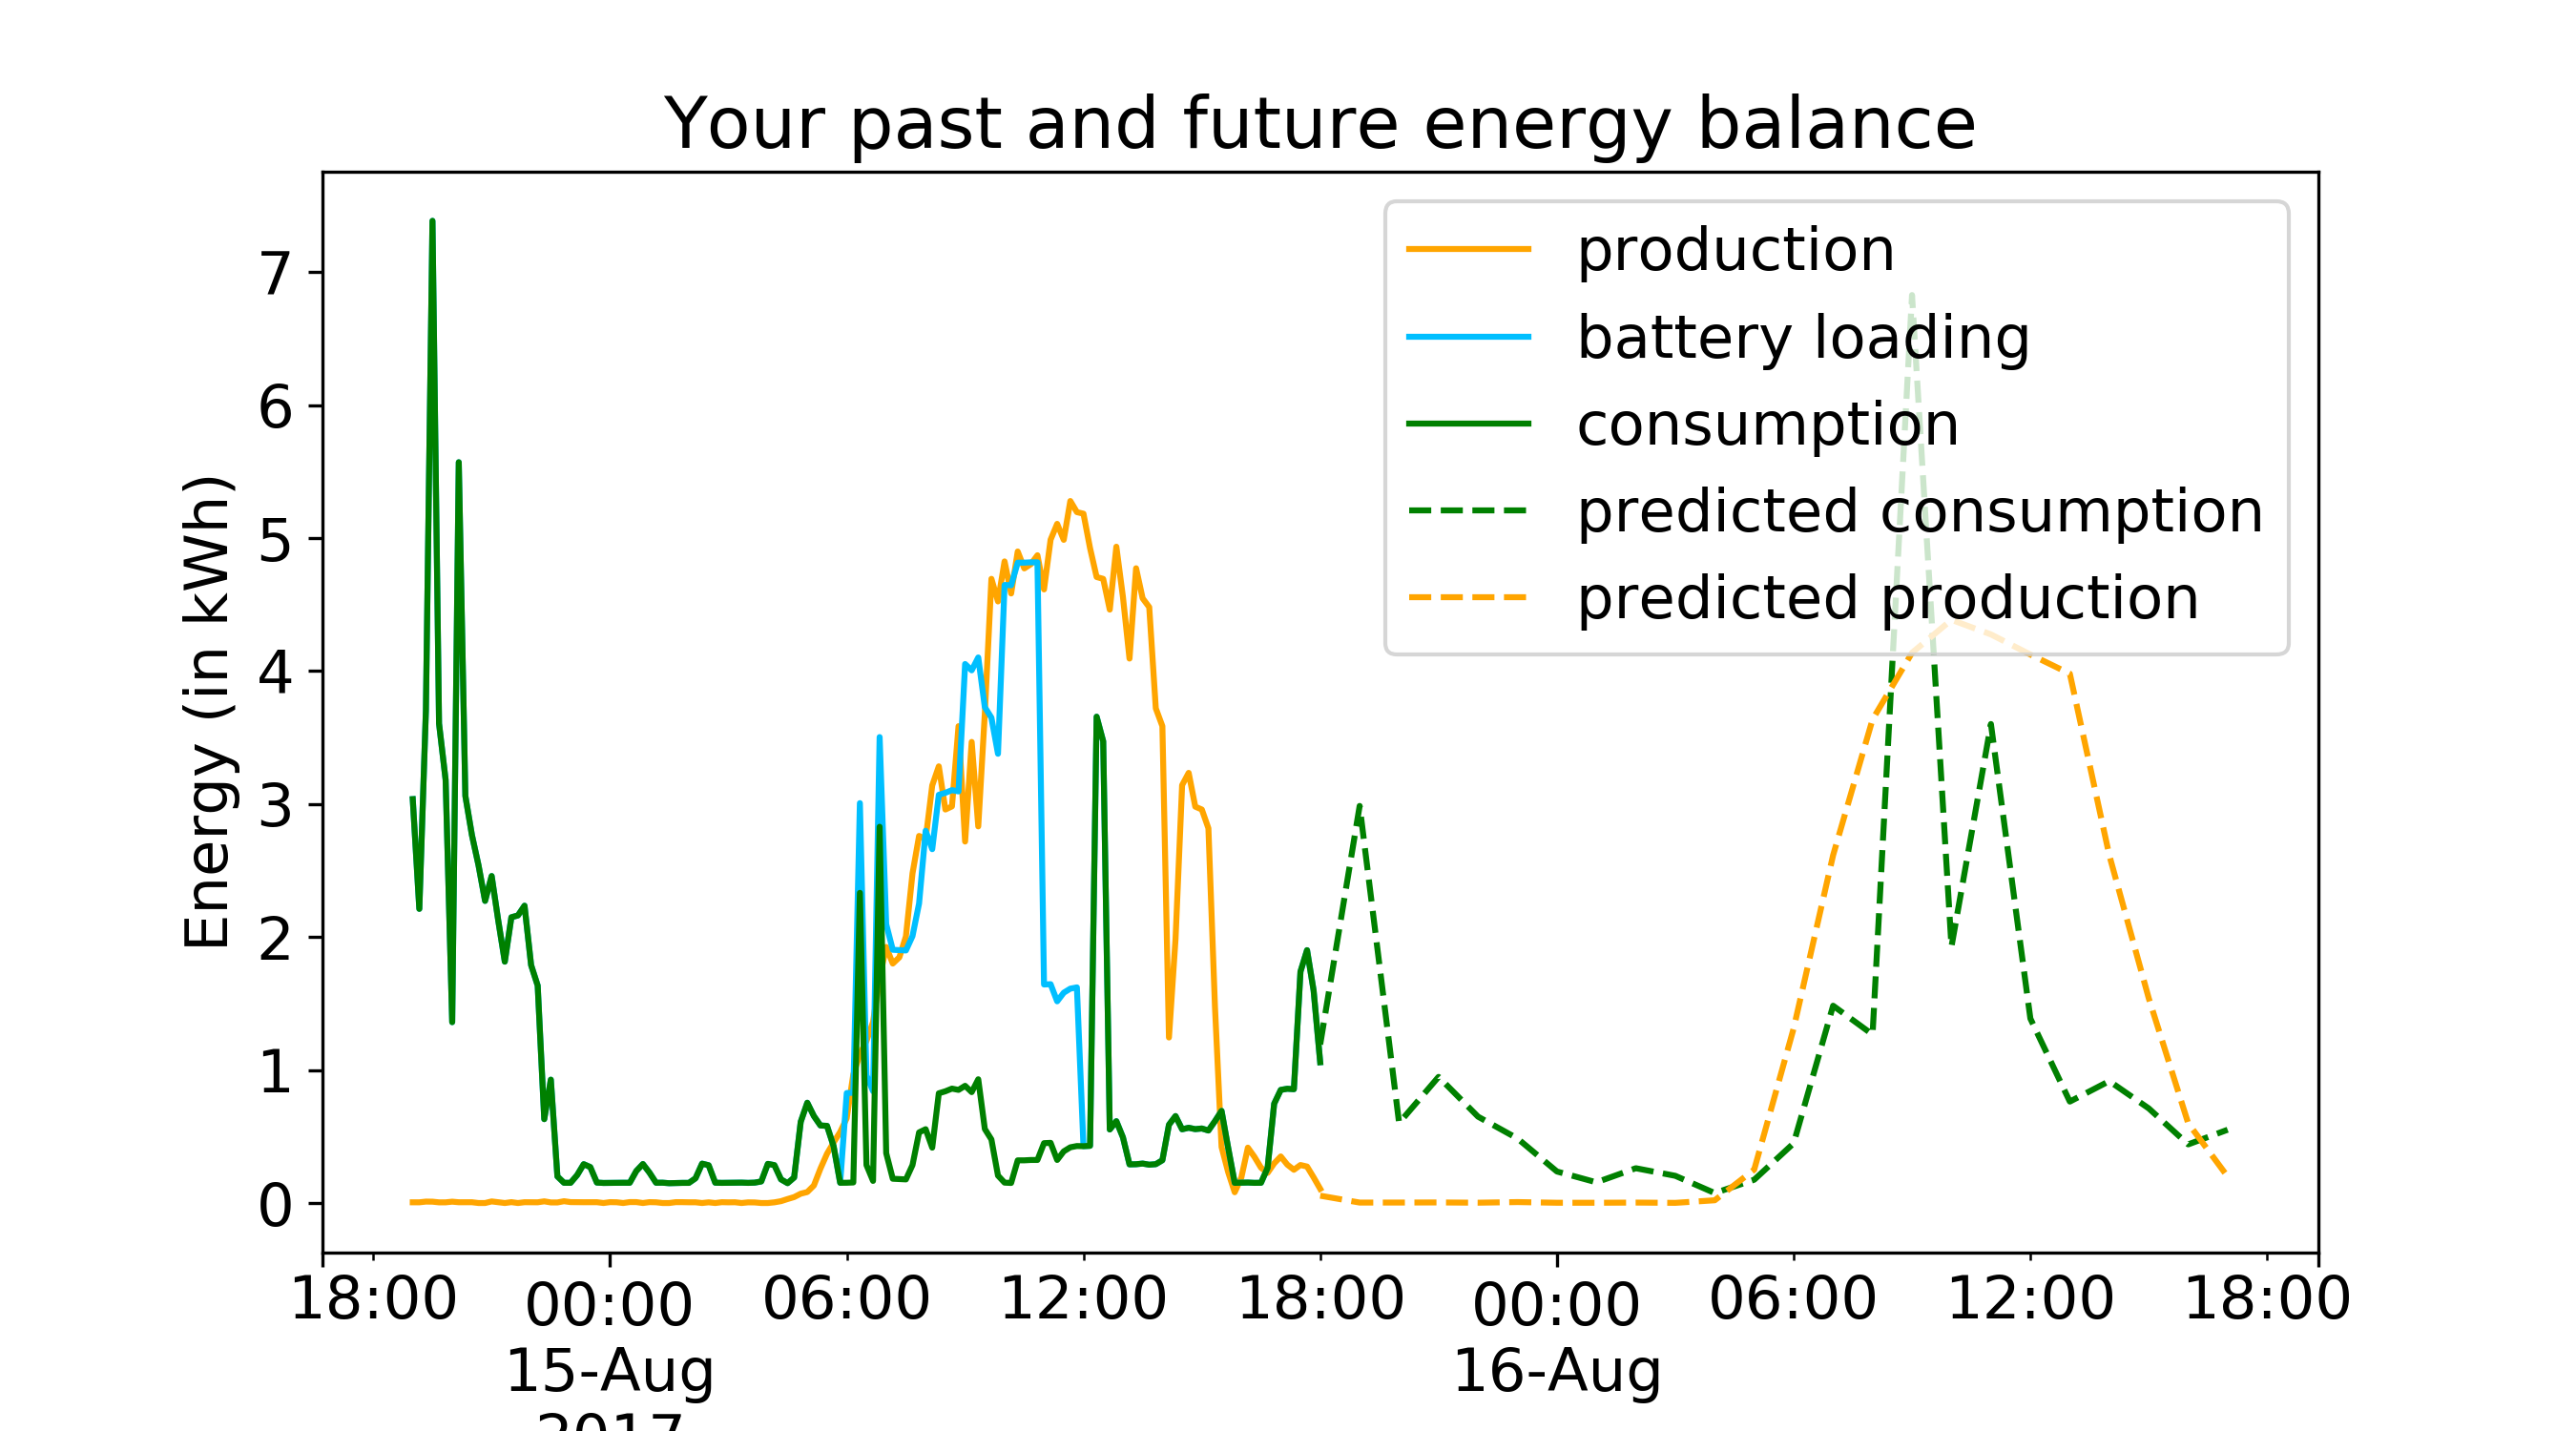 Your past and future energy balance
Energy (in kWh)
7
6
5
4
3
2
1
0
production
battery loading
consumption
predicted consumption
predicted production
18:00 00:00 06:00 12:00 18:00 00:00 06:00 12:00 18:00
15-Aug 16-Aug
2017